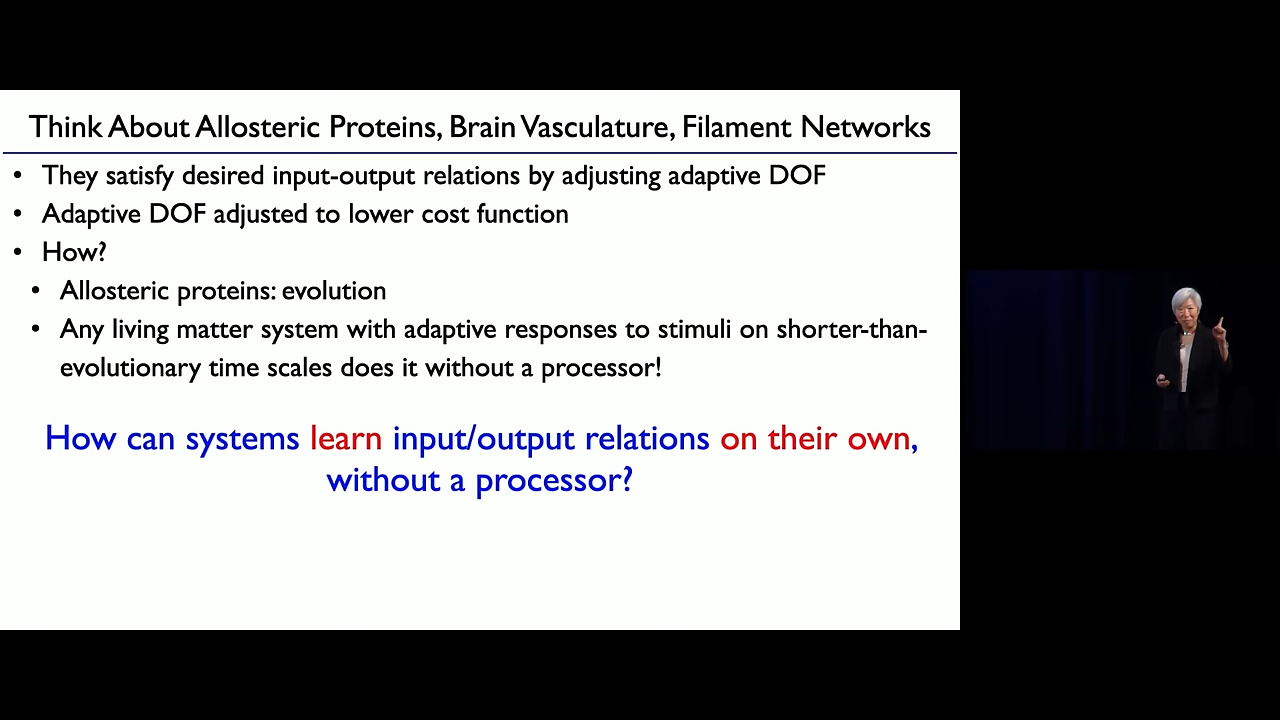 Think About Allosteric Proteins, Brain Vasculature, Filament Networks
• They satisfy desired input-output relations by adjusting adaptive DOF
• Adaptive DOF adjusted to lower cost function
• How?
• Allosteric proteins: evolution
• Any living matter system with adaptive responses to stimuli on shorter-than-
evolutionary time scales does it without a processor!
How can systems learn input/output relations on their own,
without a processor?